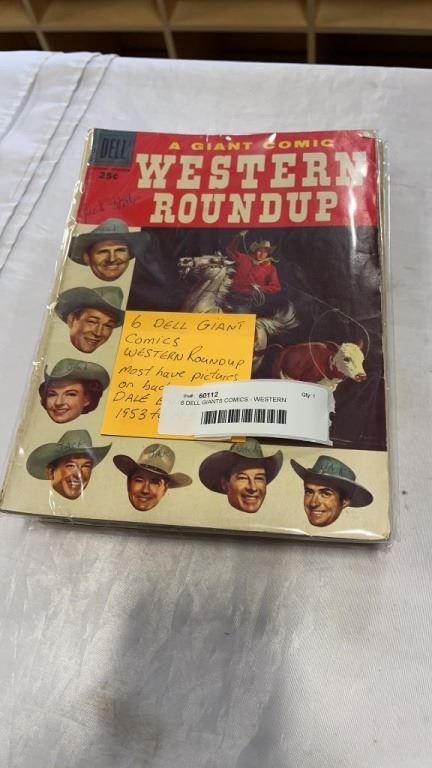 A GIANT COMIC
DELL
25¢
WESTERN
ROUNDUP
6 DELL GIANT
COMICS
WESTERN ROUNDUP
most have pictures
on back
DALE E
1953 to
60112
Qty: 1
6 DELL GIANTS COMICS - WESTERN